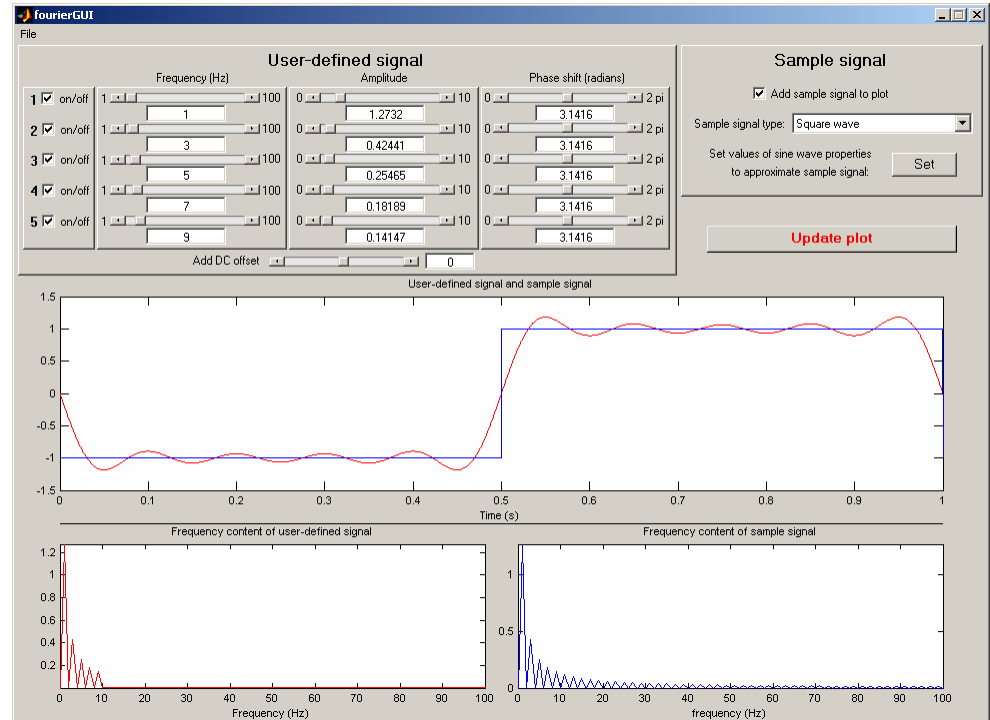 fourierGUI
File
User-defined signal
Frequency (Hz) Amplitude Phase shift (radians)
1 on/off 1 100 0 10 0 2 pi
1 1.2732 3.1416
2 on/off 1 100 0 10 0 2 pi
3 0.42441 3.1416
3 on/off 1 100 0 10 0 2 pi
5 0.25465 3.1416
4 on/off 1 100 0 10 0 2 pi
7 0.18189 3.1416
5 on/off 1 100 0 10 0 2 pi
9 0.14147 3.1416
Add DC offset 0
Sample signal
Add sample signal to plot
Sample signal type: Square wave
Set values of sine wave properties
to approximate sample signal:
Set
Update plot
User-defined signal and sample signal
1.5
1
0.5
0
-0.5
-1
-1.5
0 0.1 0.2 0.3 0.4 0.5 0.6 0.7 0.8 0.9 1
Time (s)
Frequency content of user-defined signal
1.2
1
0.8
0.6
0.4
0.2
0 10 20 30 40 50 60 70 80 90 100
Frequency (Hz)
Frequency content of sample signal
1
0.5
0
0 10 20 30 40 50 60 70 80 90 100
frequency (Hz)